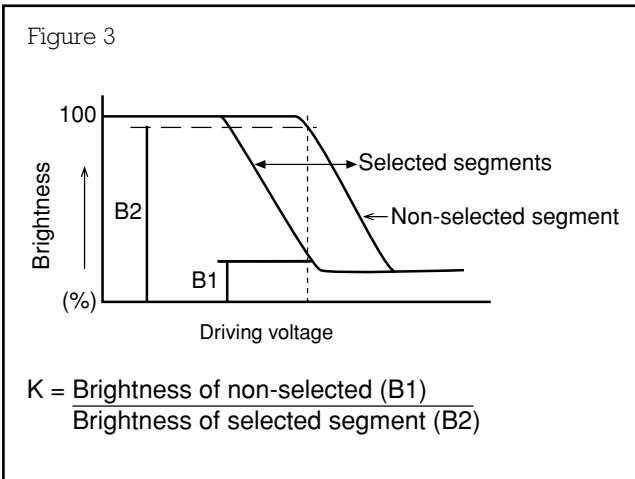 Figure 3
100
Selected segments
Brightness
B2
Non-selected segment
B1
(%)
Driving voltage
K = Brightness of non-selected (B1)
Brightness of selected segment (B2)